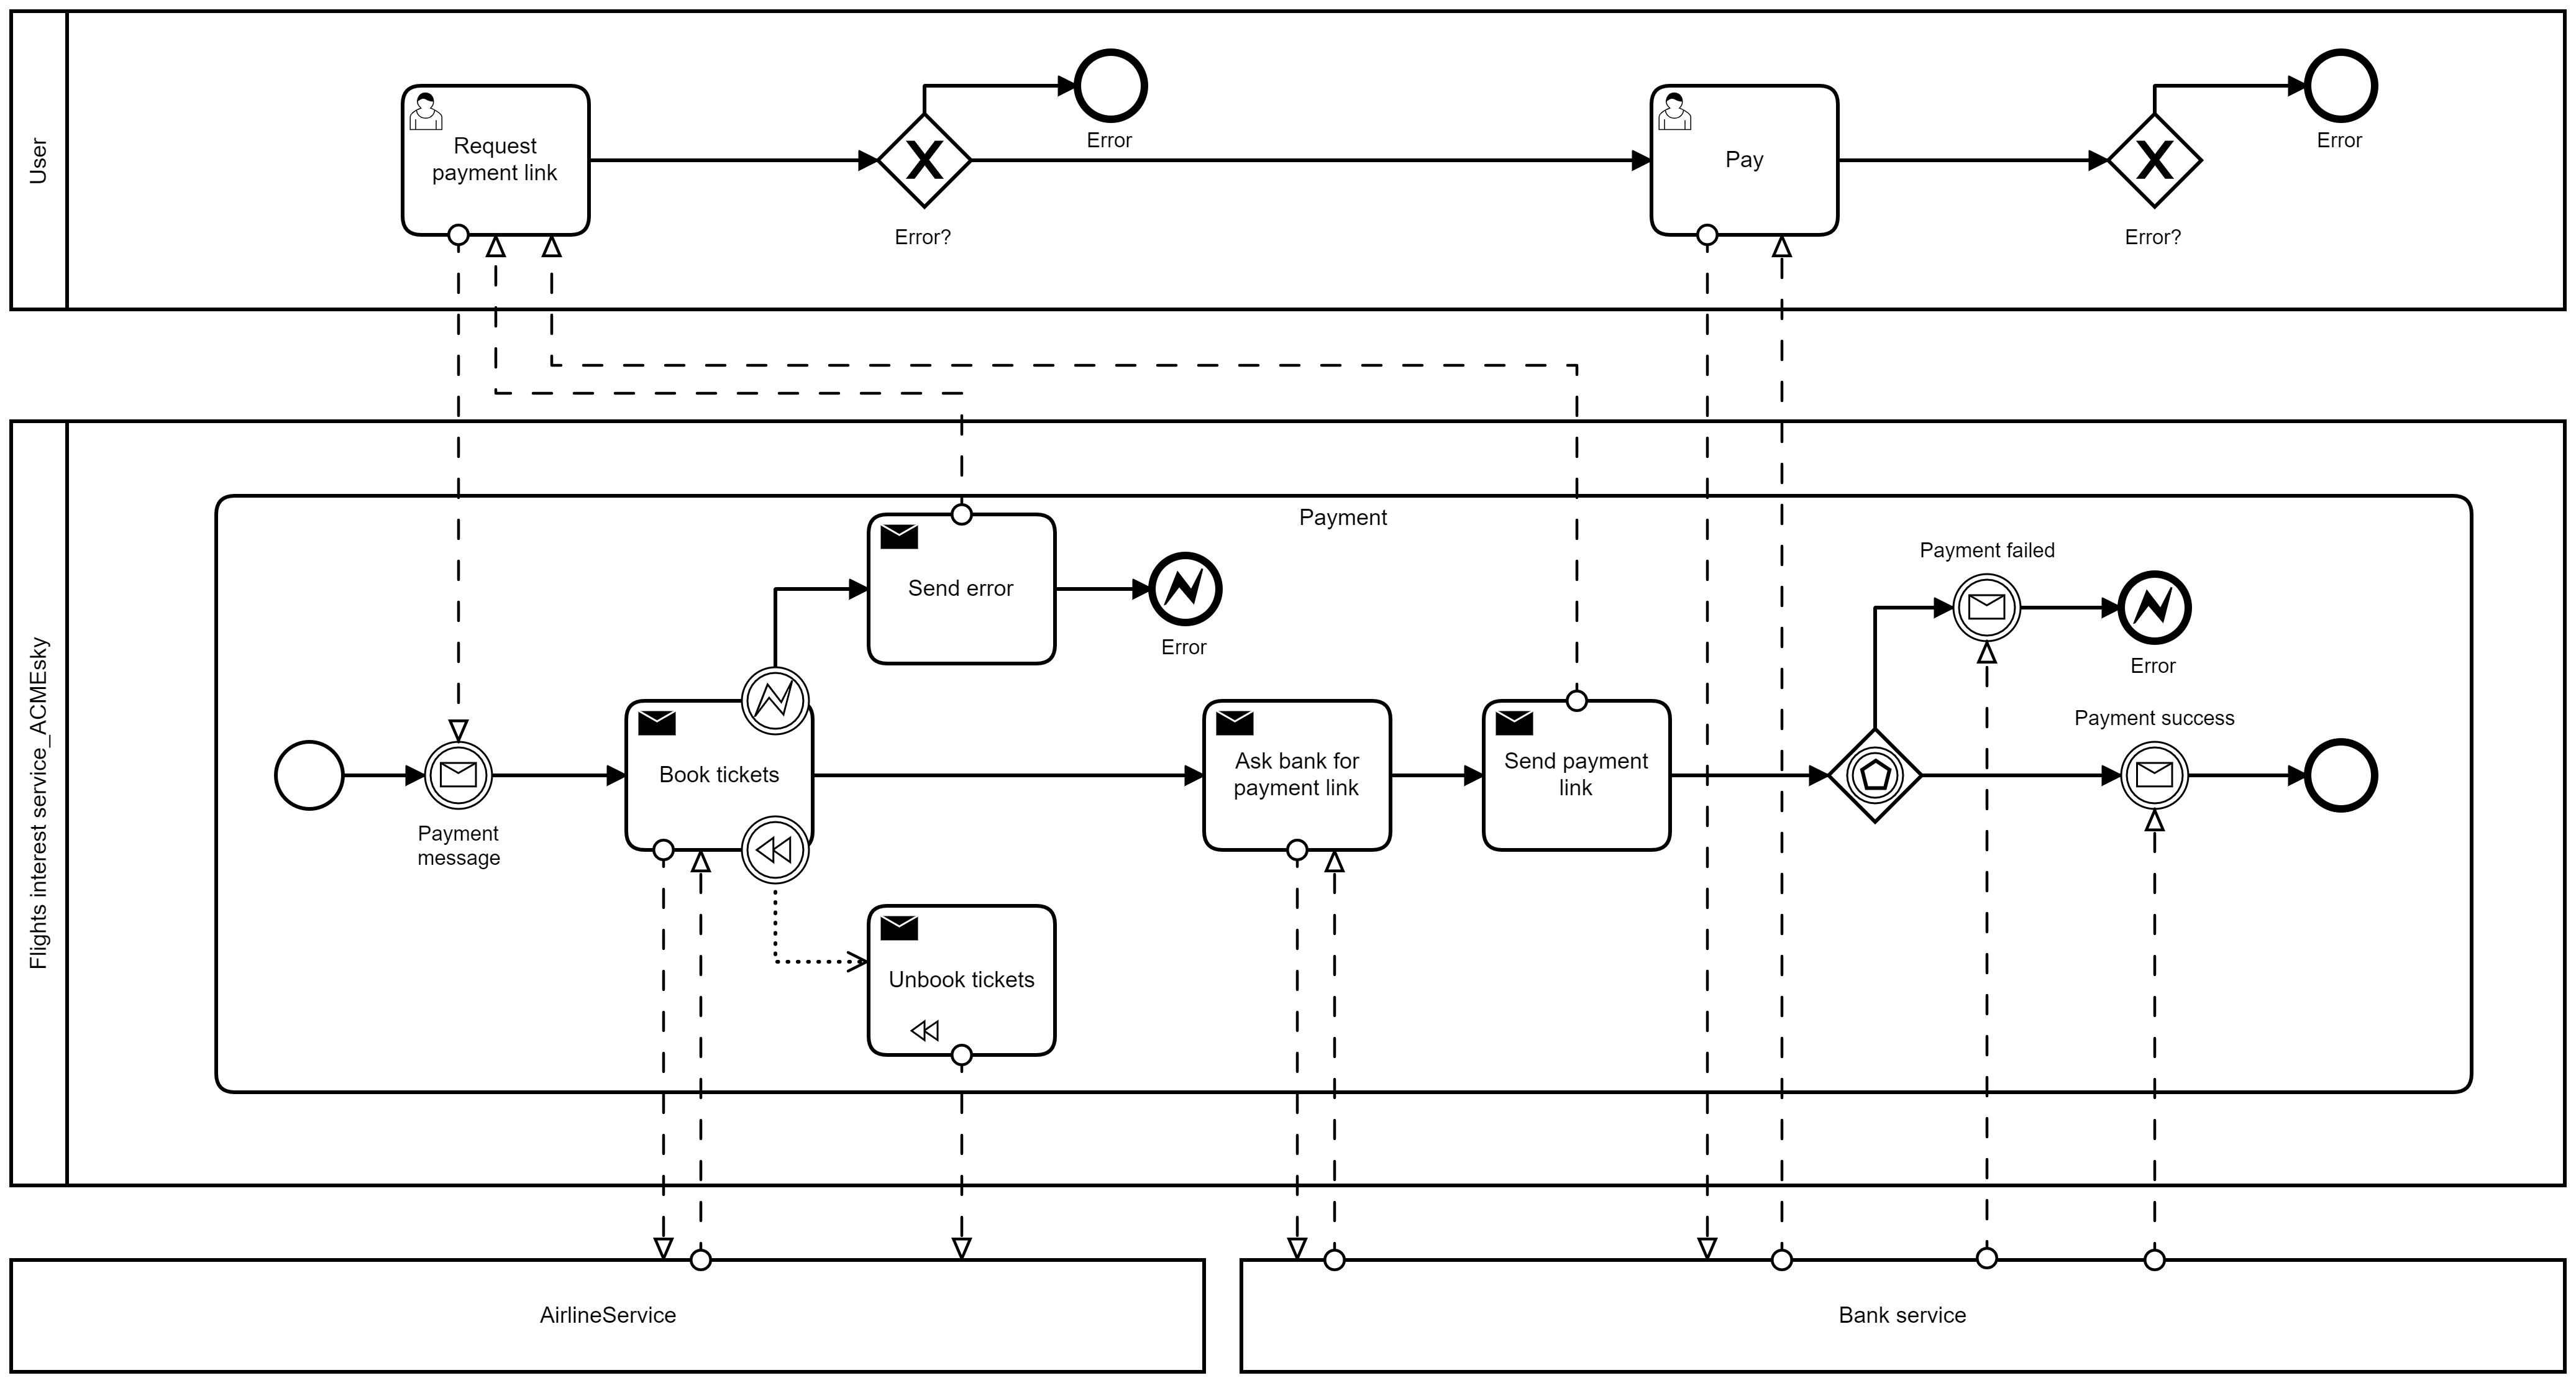 User
Request
payment link
Error?
Error
Pay
Error?
Error
Flights interest service_ACMEsky
Payment
Send error
Error
Payment
message
Book tickets
Unbook tickets
Ask bank for
payment link
Send payment
link
Payment failed
Error
Payment success
AirlineService
Bank service